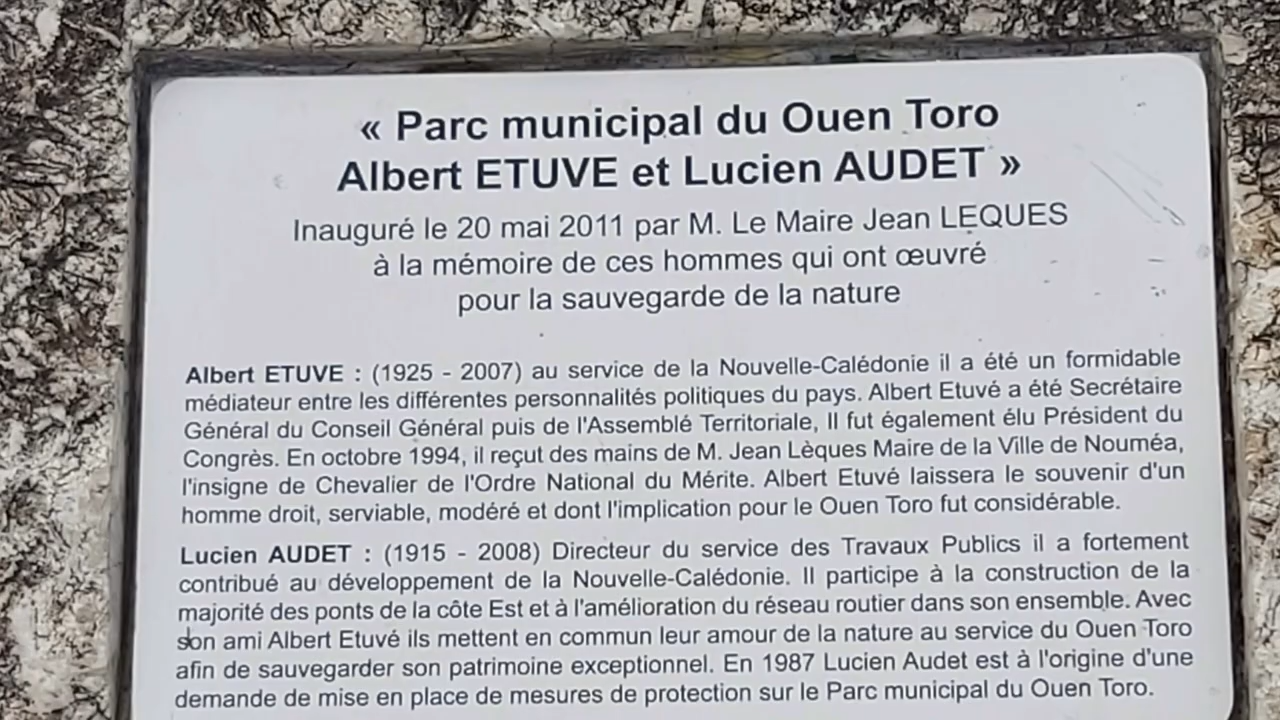 « Parc municipal du Ouen Toro
Albert ETUVE et Lucien AUDET »
Inauguré le 20 mai 2011 par M. Le Maire Jean LEQUES
à la mémoire de ces hommes qui ont œuvré
pour la sauvegarde de la nature
Albert ETUVE : (1925 - 2007) au service de la Nouvelle-Calédonie il a été un formidable
médiateur entre les différentes personnalités politiques du pays. Albert Etuvé a été Secrétaire
Général du Conseil Général puis de l'Assemblé Territoriale, Il fut également élu Président du
Congrès. En octobre 1994, il reçut des mains de M. Jean Lèques Maire de la Ville de Nouméa,
l'insigne de Chevalier de l'Ordre National du Mérite. Albert Etuvé laissera le souvenir d'un
homme droit, serviable, modéré et dont l'implication pour le Ouen Toro fut considérable.
Lucien AUDET : (1915 - 2008) Directeur du service des Travaux Publics il a fortement
contribué au développement de la Nouvelle-Calédonie. Il participe à la construction de la
majorité des ponts de la côte Est et à l'amélioration du réseau routier dans son ensemble. Avec
son ami Albert Etuvé ils mettent en commun leur amour de la nature au service du Ouen Toro
afin de sauvegarder son patrimoine exceptionnel. En 1987 Lucien Audet est à l'origine d'une
demande de mise en place de mesures de protection sur le Parc municipal du Ouen Toro.